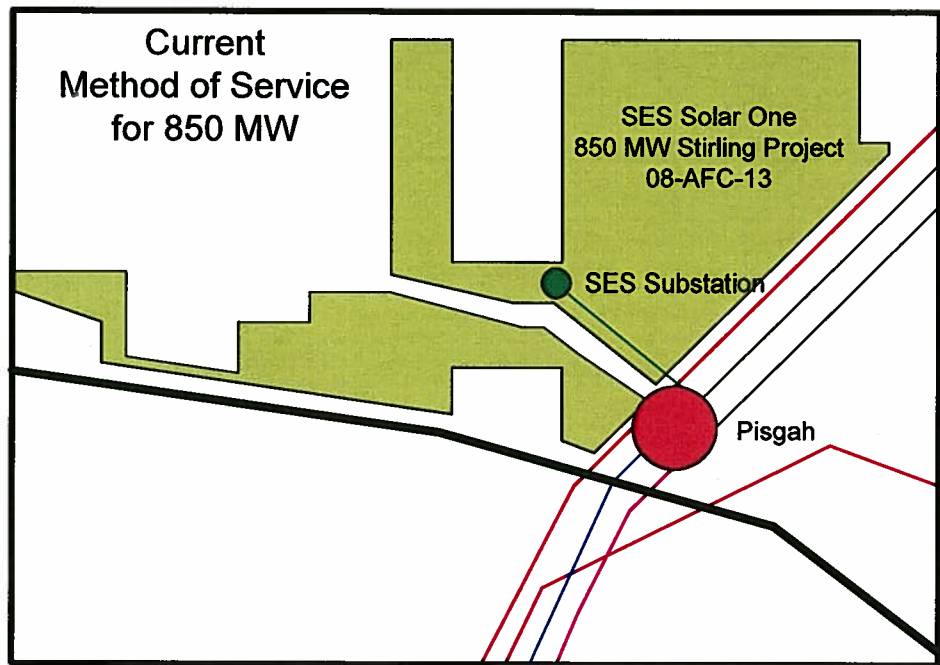 Current
Method of Service
for 850 MW
SES Solar One
850 MW Stirling Project
08-AFC-13
SES Substation
Pisgah